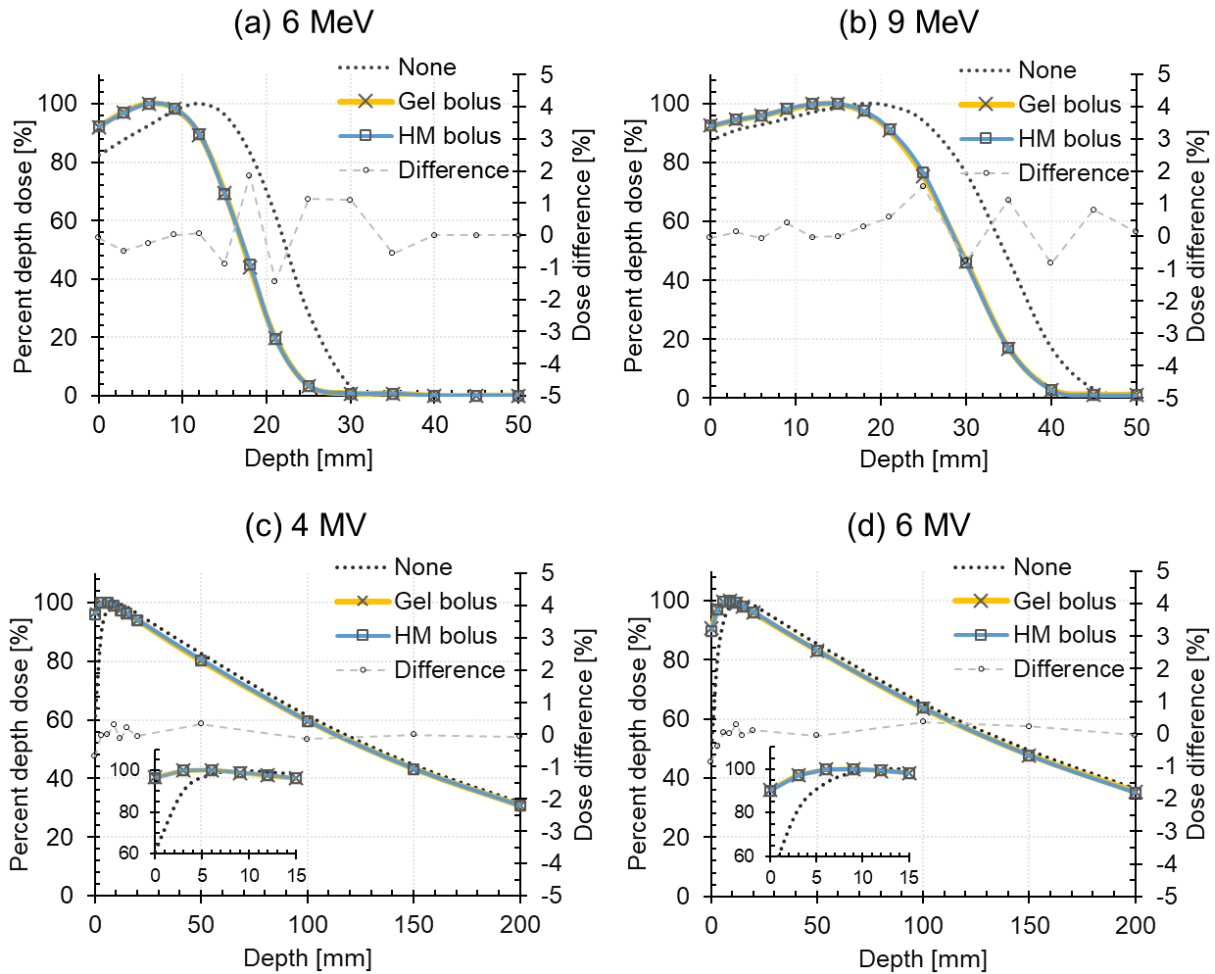 (a) 6 MeV
None
Gel bolus
HM bolus
Difference
Percent depth dose [%]
100
80
60
40
20
0
5
4
3
2
1
0
-1
-2
-3
-4
-5
Dose difference [%]
0 10 20 30 40 50
Depth [mm]
(b) 9 MeV
None
Gel bolus
HM bolus
Difference
Percent depth dose [%]
100
80
60
40
20
0
5
4
3
2
1
0
-1
-2
-3
-4
-5
Dose difference [%]
0 10 20 30 40 50
Depth [mm]
(c) 4 MV
None
Gel bolus
HM bolus
Difference
Percent depth dose [%]
100
80
60
40
20
0
5
4
3
2
1
0
-1
-2
-3
-4
-5
Dose difference [%]
100
80
60
0 5 10 15
0 50 100 150 200
Depth [mm]
(d) 6 MV
None
Gel bolus
HM bolus
Difference
Percent depth dose [%]
100
80
60
40
20
0
5
4
3
2
1
0
-1
-2
-3
-4
-5
Dose difference [%]
100
80
60
0 5 10 15
0 50 100 150 200
Depth [mm]